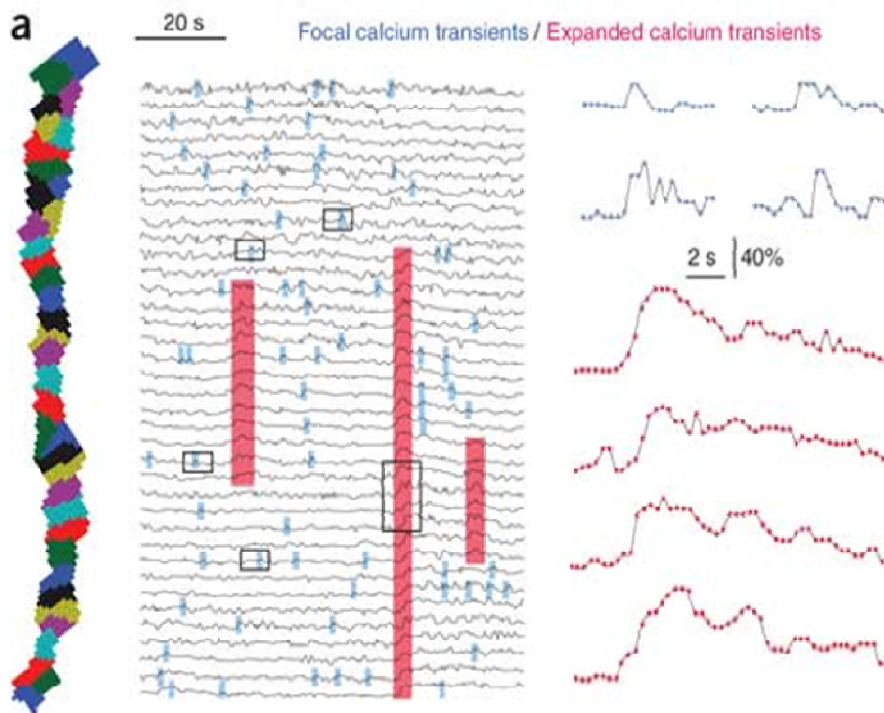 a
20 s
Focal calcium transients / Expanded calcium transients
2 s 40%